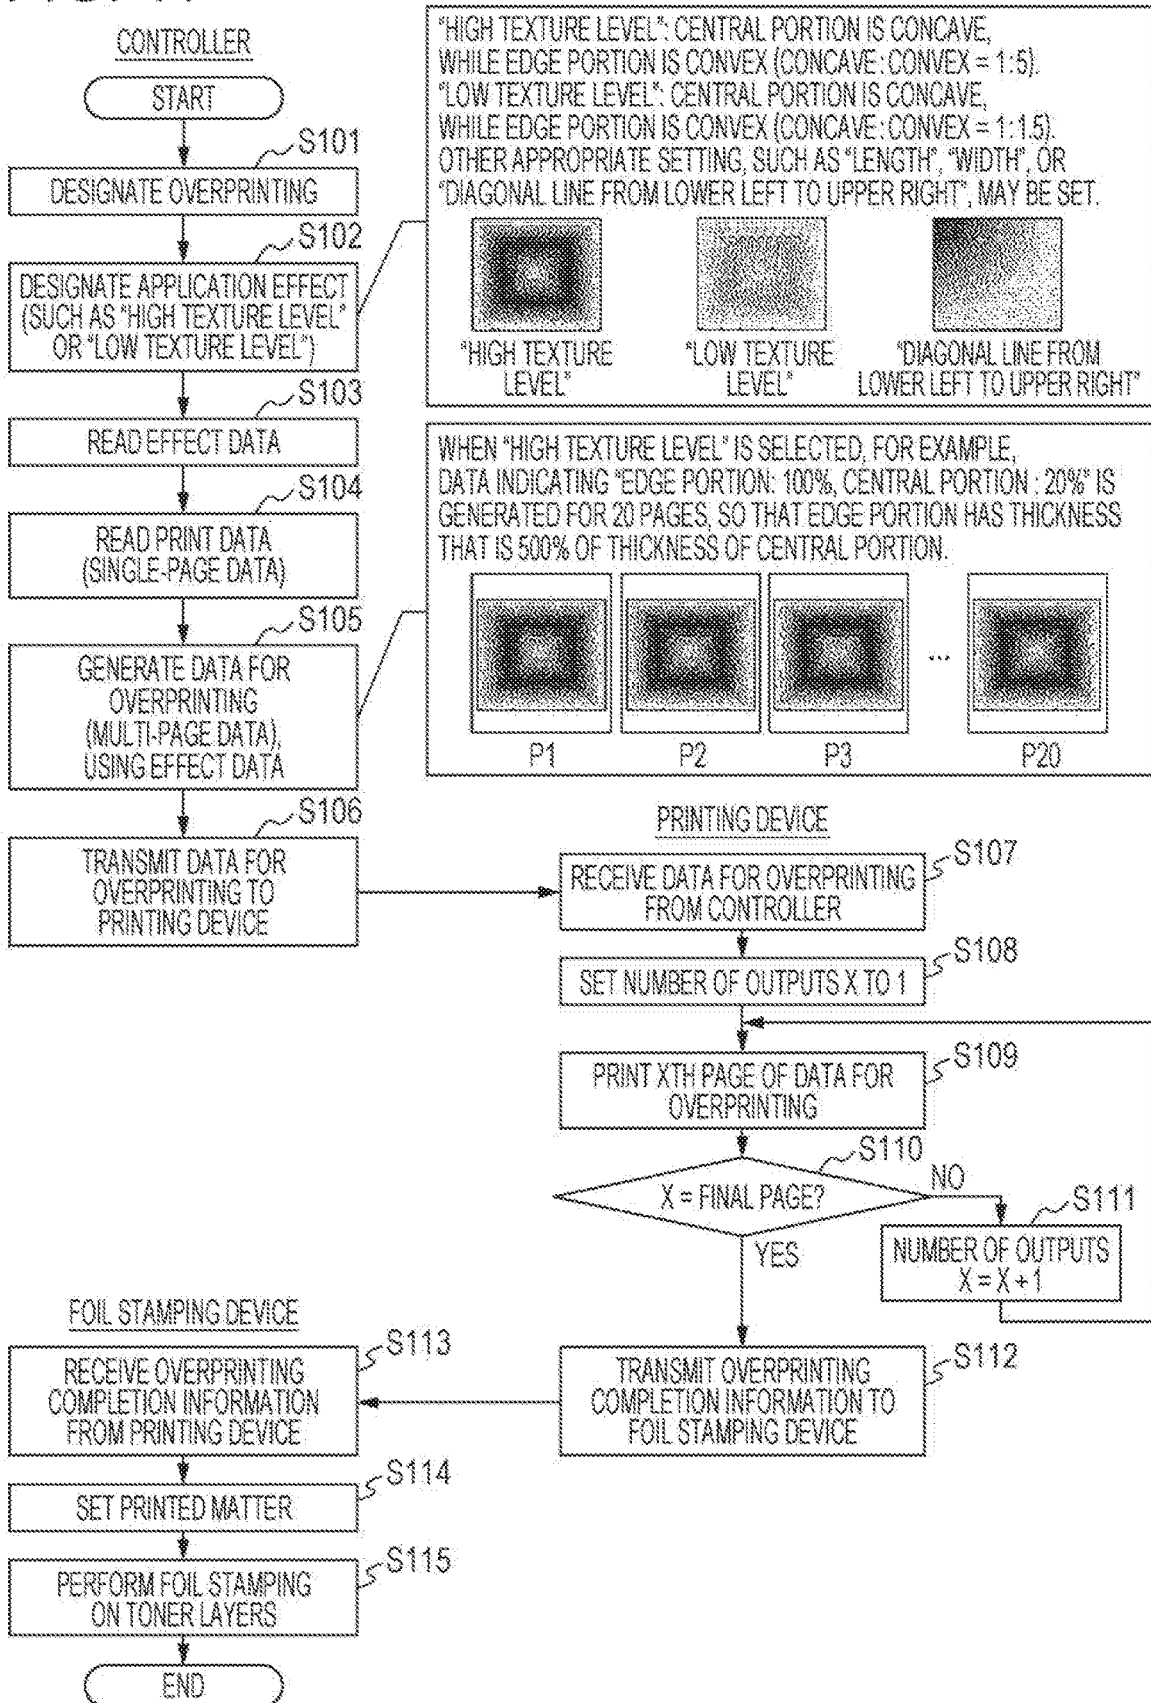 CONTROLLER
START
S101
DESIGNATE OVERPRINTING
S102
DESIGNATE APPLICATION EFFECT
(SUCH AS "HIGH TEXTURE LEVEL"
OR "LOW TEXTURE LEVEL")
S103
READ EFFECT DATA
S104
READ PRINT DATA
(SINGLE-PAGE DATA)
S105
GENERATE DATA FOR
OVERPRINTING
(MULTI-PAGE DATA),
USING EFFECT DATA
S106
TRANSMIT DATA FOR
OVERPRINTING TO
PRINTING DEVICE
"HIGH TEXTURE LEVEL": CENTRAL PORTION IS CONCAVE,
WHILE EDGE PORTION IS CONVEX (CONCAVE: CONVEX = 1:5).
"LOW TEXTURE LEVEL": CENTRAL PORTION IS CONCAVE,
WHILE EDGE PORTION IS CONVEX (CONCAVE: CONVEX = 1:1.5).
OTHER APPROPRIATE SETTING, SUCH AS "LENGTH", "WIDTH", OR
"DIAGONAL LINE FROM LOWER LEFT TO UPPER RIGHT", MAY BE SET.
"HIGH TEXTURE
LEVEL"
"LOW TEXTURE
LEVEL"
"DIAGONAL LINE FROM
LOWER LEFT TO UPPER RIGHT"
WHEN "HIGH TEXTURE LEVEL" IS SELECTED, FOR EXAMPLE,
DATA INDICATING "EDGE PORTION: 100%, CENTRAL PORTION : 20%" IS
GENERATED FOR 20 PAGES, SO THAT EDGE PORTION HAS THICKNESS
THAT IS 500% OF THICKNESS OF CENTRAL PORTION.
...
P1 P2 P3 P20
PRINTING DEVICE
S107
RECEIVE DATA FOR OVERPRINTING
FROM CONTROLLER
S108
SET NUMBER OF OUTPUTS X TO 1
S109
PRINT XTH PAGE OF DATA FOR
OVERPRINTING
S110
X = FINAL PAGE?
NO
YES
S111
NUMBER OF OUTPUTS
X = X + 1
S112
TRANSMIT OVERPRINTING
COMPLETION INFORMATION TO
FOIL STAMPING DEVICE
FOIL STAMPING DEVICE
S113
RECEIVE OVERPRINTING
COMPLETION INFORMATION
FROM PRINTING DEVICE
S114
SET PRINTED MATTER
S115
PERFORM FOIL STAMPING
ON TONER LAYERS
END